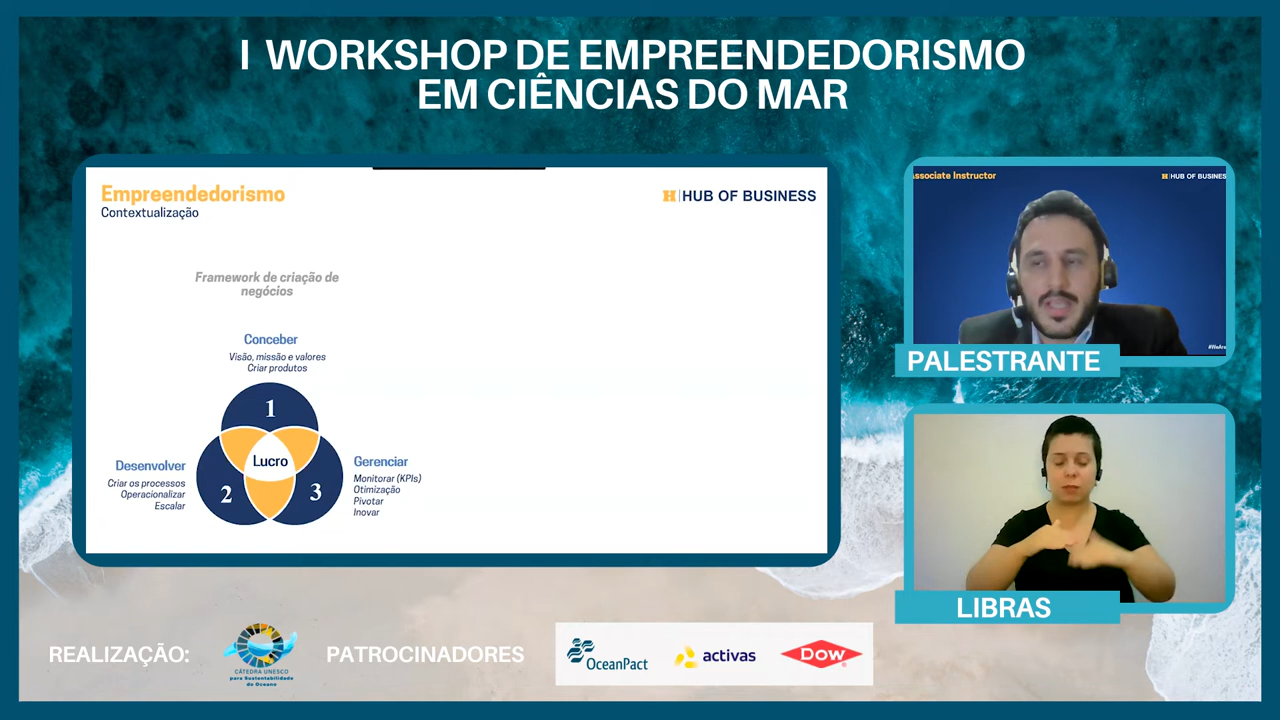 I WORKSHOP DE EMPREENDEDORISMO
EM CIÊNCIAS DO MAR
Empreendedorismo
Contextualização
H HUB OF BUSINESS
Framework de criação de
negócios
Conceber
Visão, missão e valores
Criar produtos
1
Lucro
2
3
Desenvolver
Criar os processos
Operacionalizar
Escalar
Gerenciar
Monitorar (KPIs)
Otimização
Pivotar
Inovar
Associate Instructor
H HUB OF BUSINES
PALESTRANTE
LIBRAS
REALIZAÇÃO:
CÁTEDRA UNESCO
para Sustentabilidade
do Oceano
PATROCINADORES
OceanPact
activas
DOW